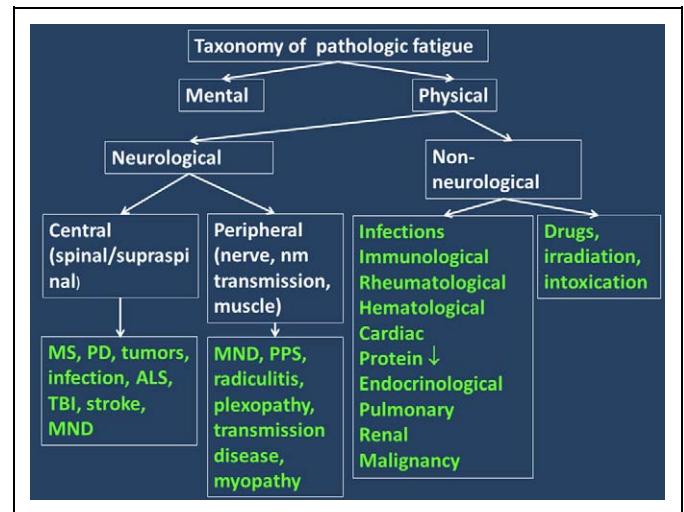 Taxonomy of pathologic fatigue
Mental
Physical
Neurological
Non-
neurological
Central
(spinal/supraspi
nal)
Peripheral
(nerve, nm
transmission,
muscle)
Infections
Immunological
Rheumatological
Hematological
Cardiac
Protein ↓
Endocrinological
Pulmonary
Renal
Malignancy
Drugs,
irradiation,
intoxication
MS, PD, tumors,
infection, ALS,
TBI, stroke,
MND
MND, PPS,
radiculitis,
plexopathy,
transmission
disease,
myopathy